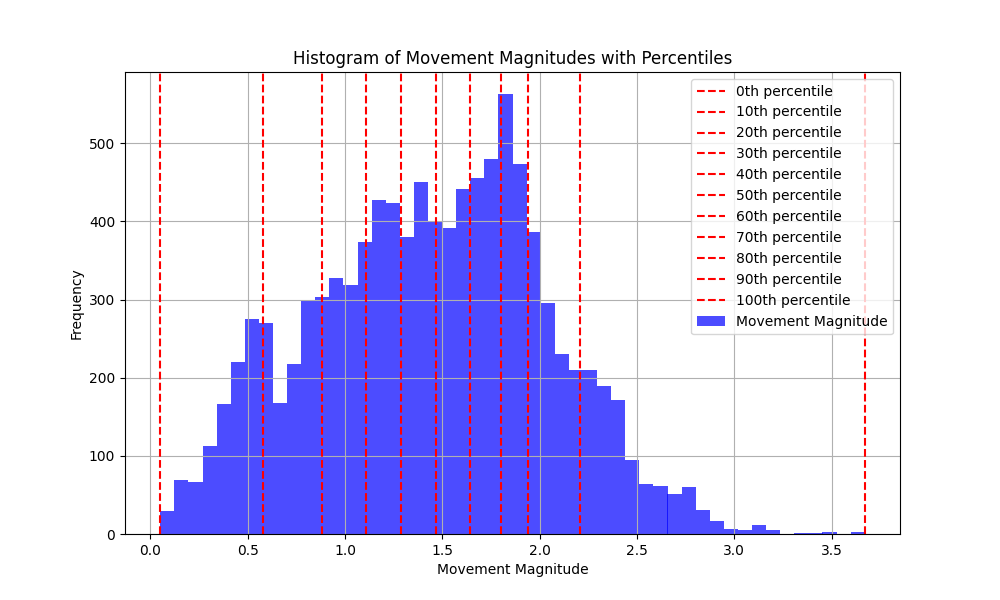 Histogram of Movement Magnitudes with Percentiles
0th percentile
10th percentile
20th percentile
30th percentile
40th percentile
50th percentile
60th percentile
70th percentile
80th percentile
90th percentile
100th percentile
Movement Magnitude
Frequency
500
400
300
200
100
0
0.0 0.5 1.0 1.5 2.0 2.5 3.0 3.5
Movement Magnitude